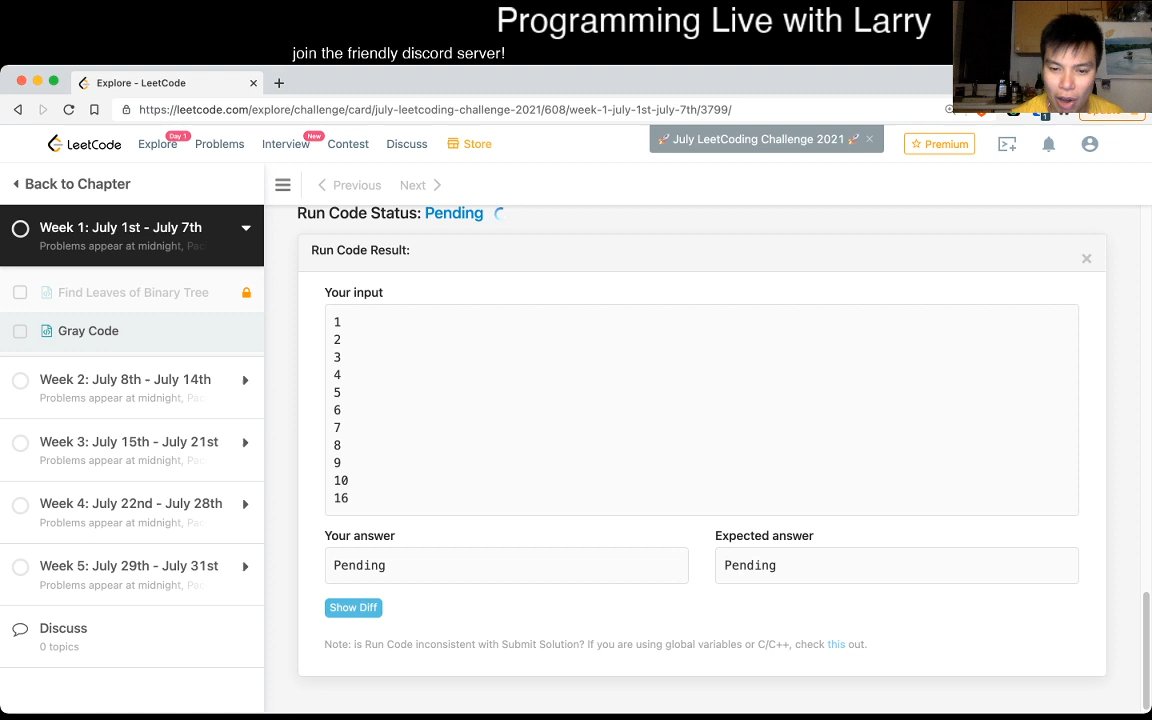 Programming Live with Larry
join the friendly discord server!
Explore - LeetCode
https://leetcode.com/explore/challenge/card/july-leetcoding-challenge-2021/608/week-1-july-1st-july-7th/3799/
LeetCode
Explore
Day 1
Problems
Interview
New
Contest
Discuss
Store
🚀 July LeetCoding Challenge 2021 🚀
Premium
Back to Chapter
Previous
Next
Week 1: July 1st - July 7th
Problems appear at midnight, Pac
Find Leaves of Binary Tree
Gray Code
Week 2: July 8th - July 14th
Problems appear at midnight, Pac
Week 3: July 15th - July 21st
Problems appear at midnight, Pac
Week 4: July 22nd - July 28th
Problems appear at midnight, Pac
Week 5: July 29th - July 31st
Problems appear at midnight, Pac
Discuss
0 topics
Run Code Status: Pending
Run Code Result:
Your input
1
2
3
4
5
6
7
8
9
10
16
Your answer
Expected answer
Pending
Pending
Show Diff
Note: is Run Code inconsistent with Submit Solution? If you are using global variables or C/C++, check this out.